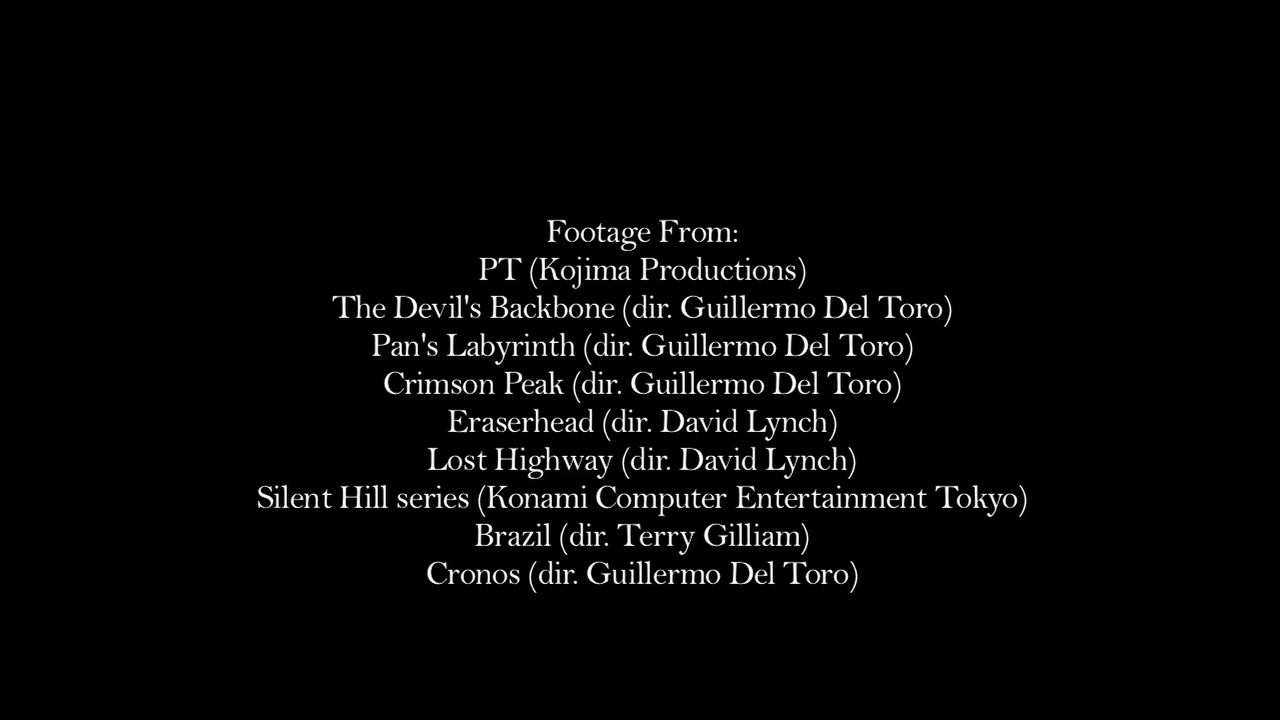 Footage From:
PT (Kojima Productions)
The Devil's Backbone (dir. Guillermo Del Toro)
Pan's Labyrinth (dir. Guillermo Del Toro)
Crimson Peak (dir. Guillermo Del Toro)
Eraserhead (dir. David Lynch)
Lost Highway (dir. David Lynch)
Silent Hill series (Konami Computer Entertainment Tokyo)
Brazil (dir. Terry Gilliam)
Cronos (dir. Guillermo Del Toro)